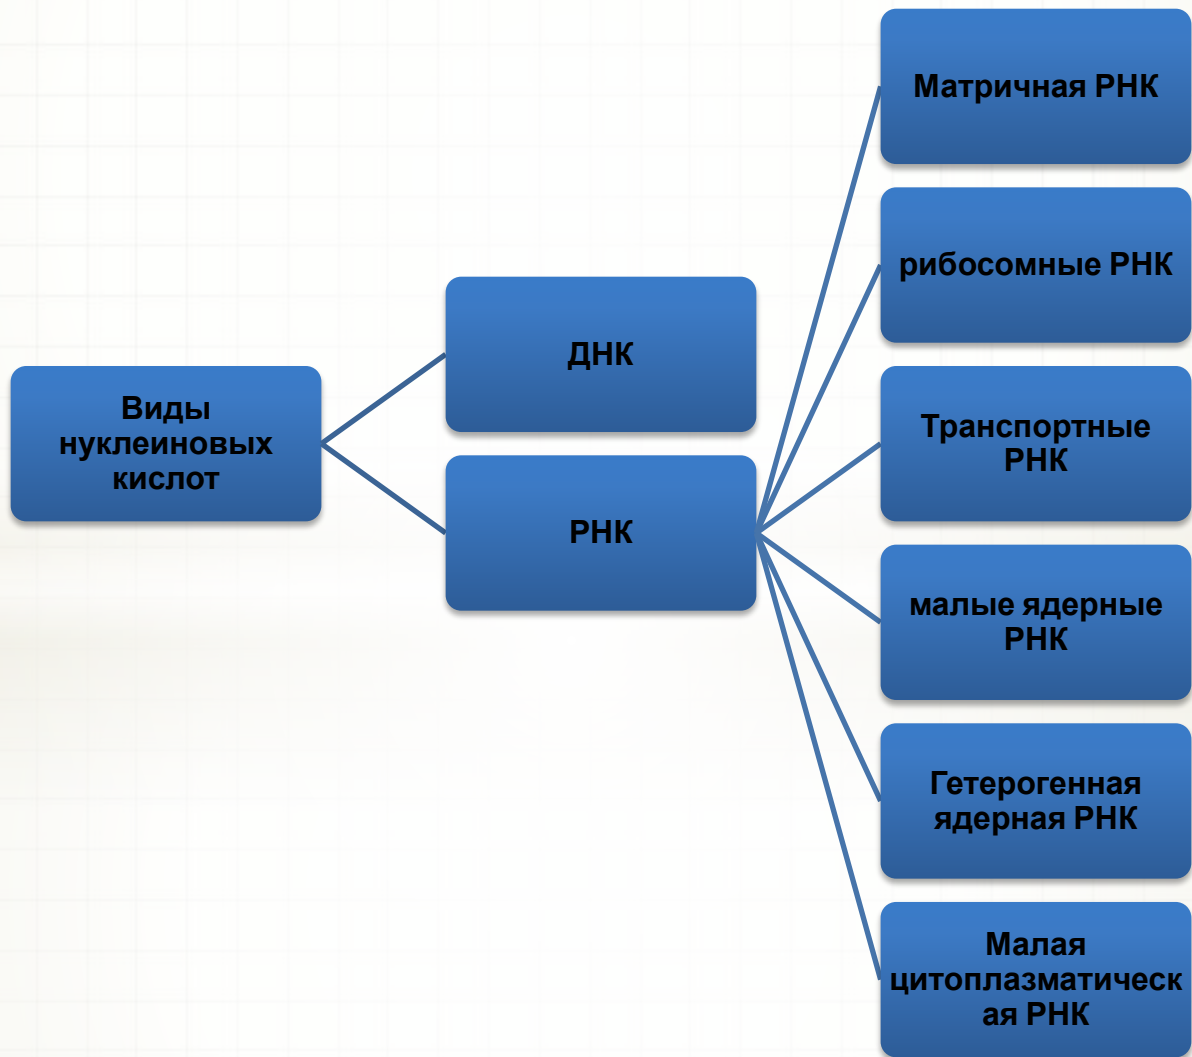 Виды
нуклеиновых
кислот
ДНК
РНК
Матричная РНК
рибосомные РНК
Транспортные
РНК
малые ядерные
РНК
Гетерогенная
ядерная РНК
Малая
цитоплазматическ
ая РНК